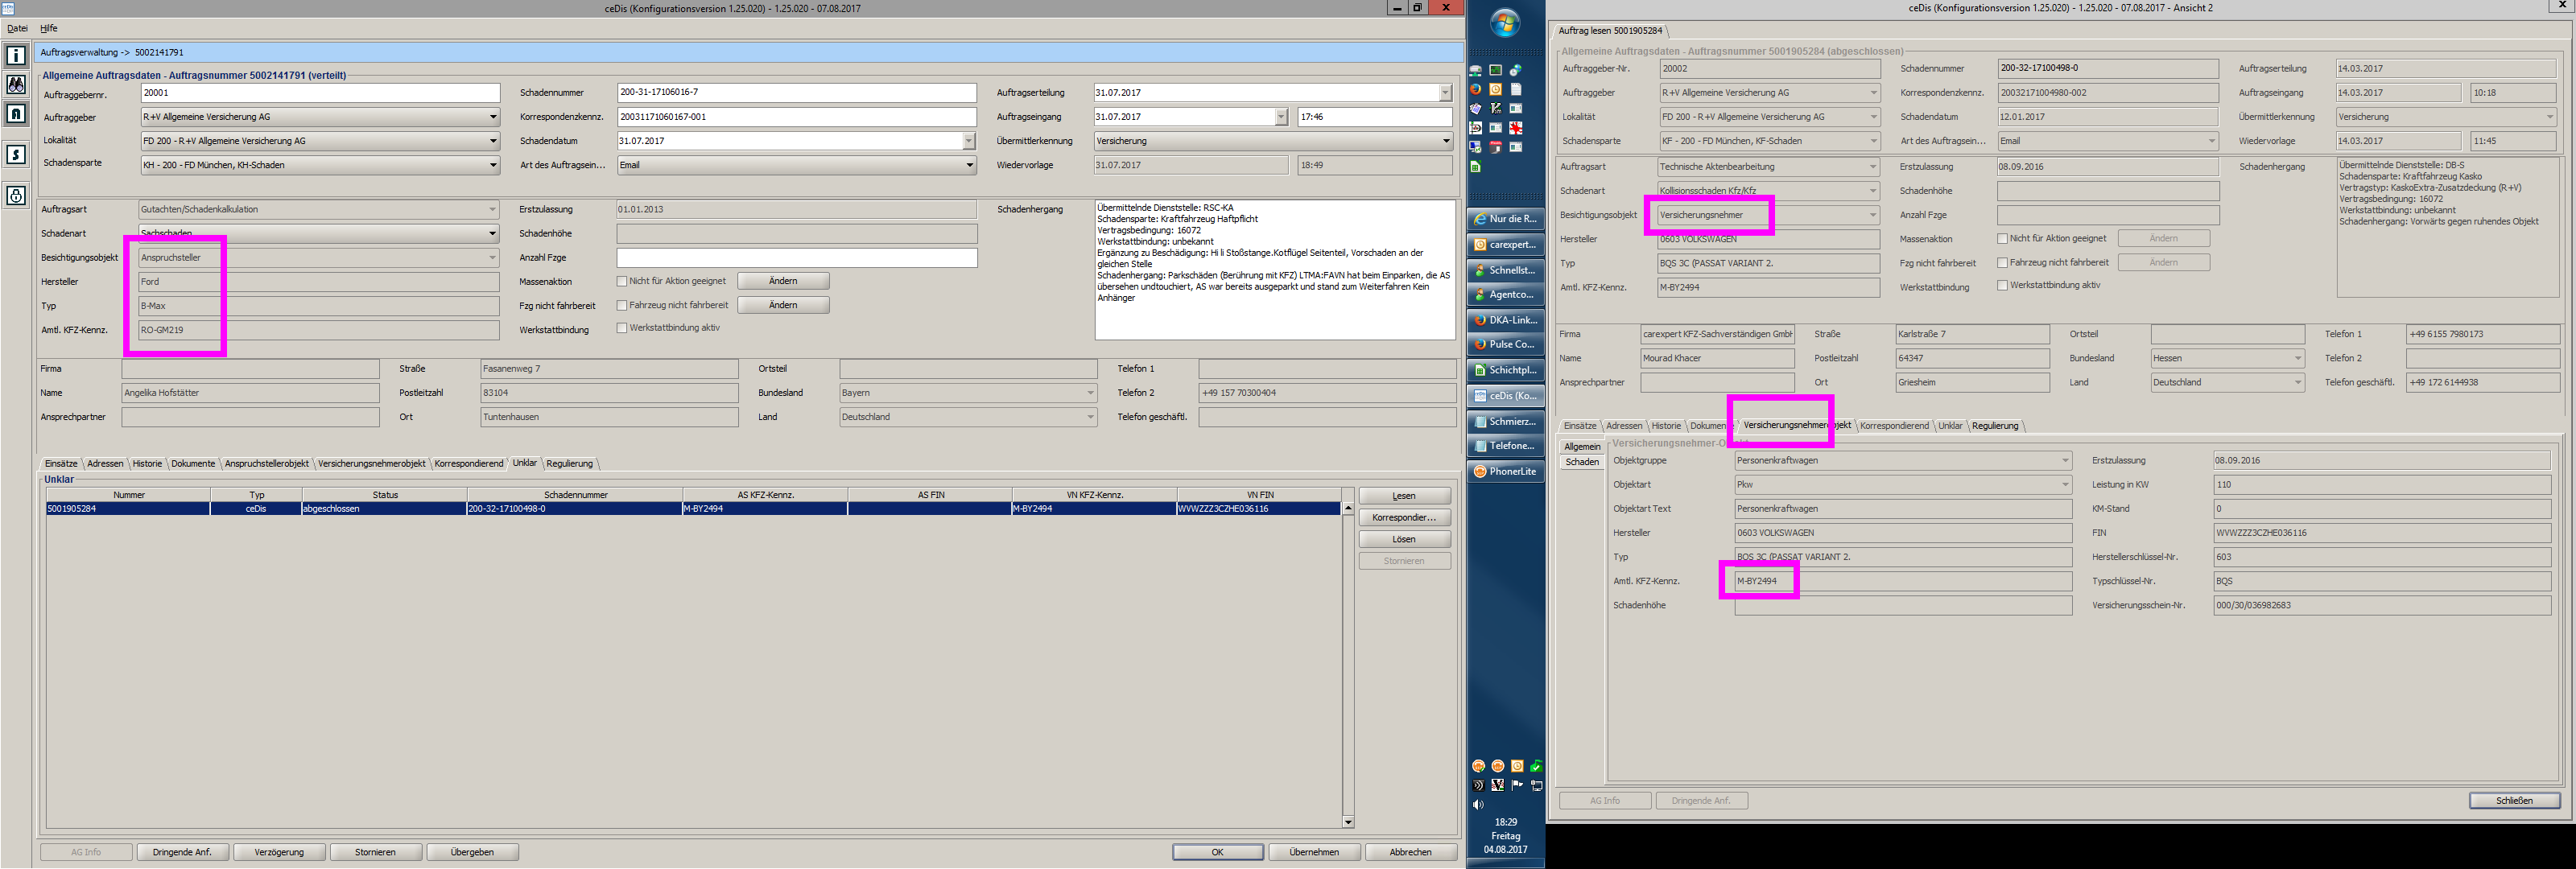 ceDis (Konfigurationsversion 1.25.020) - 1.25.020 - 07.08.2017
Datei Hilfe
Auftragsverwaltung -> 5002141791
Allgemeine Auftragsdaten - Auftragsnummer 5002141791 (verteilt)
Auftraggebernr. 20001 Schadennummer 200-31-17106016-7 Auftragserteilung 31.07.2017
Auftraggeber R+V Allgemeine Versicherung AG Korrespondenzkennz. 20031171060167-001 Auftragseingang 31.07.2017 17:46
Lokalität FD 200 - R+V Allgemeine Versicherung AG Schadendatum 31.07.2017 Übermittlerkennung Versicherung
Schadensparte KH - 200 - FD München, KH-Schaden Art des Auftragsein... Email Wiedervorlage 31.07.2017 18:49
Auftragsart Gutachten/Schadenkalkulation Erstzulassung 01.01.2013 Schadenhergang
Schadenart Sachschaden Schadenhöhe
Besichtigungsobjekt Anspruchsteller Anzahl Fzge
Hersteller Ford Massenaktion Nicht für Aktion geeignet Ändern
Typ B-Max Fzg nicht fahrbereit Fahrzeug nicht fahrbereit Ändern
Amtl. KFZ-Kennz. RO-GM219 Werkstattbindung Werkstattbindung aktiv
Übermittelnde Dienststelle: RSC-KA
Schadensparte: Kraftfahrzeug Haftpflicht
Vertragsbedingung: 16072
Werkstattbindung: unbekannt
Ergänzung zu Beschädigung: Hi li Stoßstange.Kotflügel Seitenteil, Vorschaden an der
gleichen Stelle
Schadenhergang: Parkschäden (Berührung mit KFZ) LTMA:FAVN hat beim Einparken, die AS
übersehen undtouchiert, AS war bereits ausgeparkt und stand zum Weiterfahren Kein
Anhänger
Firma Straße Fasanenweg 7 Ortsteil Telefon 1
Name Angelika Hofstätter Postleitzahl 83104 Bundesland Bayern Telefon 2 +49 157 70300404
Ansprechpartner Ort Tuntenhausen Land Deutschland Telefon geschäftl.
Einsätze Adressen Historie Dokumente Anspruchstellerobjekt Versicherungsnehmerobjekt Korrespondierend Unklar Regulierung
Unklar
Nummer Typ Status Schadennummer AS KFZ-Kennz. AS FIN VN KFZ-Kennz. VN FIN
5001905284 ceDis abgeschlossen 200-32-17100498-0 M-BY2494 M-BY2494 WVWZZZ3CZHE036116
Lesen
Korrespondier...
Lösen
Stornieren
AG Info Dringende Anf. Verzögerung Stornieren Übergeben OK Übernehmen Abbrechen
Nur die R...
carexpert...
Schnellst...
Agentco...
DKA-Link...
Pulse Co...
Schichtpl...
ceDis (Ko...
Schmierz...
Telefone...
PhonerLite
18:29
Freitag
04.08.2017
ceDis (Konfigurationsversion 1.25.020) - 1.25.020 - 07.08.2017 - Ansicht 2
Auftrag lesen 5001905284
Allgemeine Auftragsdaten - Auftragsnummer 5001905284 (abgeschlossen)
Auftraggeber-Nr. 20002 Schadennummer 200-32-17100498-0 Auftragserteilung 14.03.2017
Auftraggeber R+V Allgemeine Versicherung AG Korrespondenzkennz. 20032171004980-002 Auftragseingang 14.03.2017 10:18
Lokalität FD 200 - R+V Allgemeine Versicherung AG Schadendatum 12.01.2017 Übermittlerkennung Versicherung
Schadensparte KF - 200 - FD München, KF-Schaden Art des Auftragsein... Email Wiedervorlage 14.03.2017 11:45
Auftragsart Technische Aktenbearbeitung Erstzulassung 08.09.2016 Schadenhergang
Schadenart Kollisionsschaden Kfz/Kfz Schadenhöhe
Besichtigungsobjekt Versicherungsnehmer Anzahl Fzge
Hersteller 0603 VOLKSWAGEN Massenaktion Nicht für Aktion geeignet Ändern
Typ BQS 3C (PASSAT VARIANT 2. Fzg nicht fahrbereit Fahrzeug nicht fahrbereit Ändern
Amtl. KFZ-Kennz. M-BY2494 Werkstattbindung Werkstattbindung aktiv
Übermittelnde Dienststelle: DB-S
Schadensparte: Kraftfahrzeug Kasko
Vertragstyp: KaskoExtra-Zusatzdeckung (R+V)
Vertragsbedingung: 16072
Werkstattbindung: unbekannt
Schadenhergang: Vorwärts gegen ruhendes Objekt
Firma carexpert KFZ-Sachverständigen GmbH Straße Karlstraße 7 Ortsteil Telefon 1 +49 6155 7980173
Name Mourad Khacer Postleitzahl 64347 Bundesland Hessen Telefon 2
Ansprechpartner Ort Griesheim Land Deutschland Telefon geschäftl. +49 172 6144938
Einsätze Adressen Historie Dokumente Versicherungsnehmerobjekt Korrespondierend Unklar Regulierung
Allgemein
Schaden
Versicherungsnehmer-O
Objektgruppe Personenkraftwagen Erstzulassung 08.09.2016
Objektart Pkw Leistung in KW 110
Objektart Text Personenkraftwagen KM-Stand 0
Hersteller 0603 VOLKSWAGEN FIN WVWZZZ3CZHE036116
Typ BQS 3C (PASSAT VARIANT 2. Herstellerschlüssel-Nr. 603
Amtl. KFZ-Kennz. M-BY2494 Typschlüssel-Nr. BQS
Schadenhöhe Versicherungsschein-Nr. 000/30/036982683
AG Info Dringende Anf. Schließen